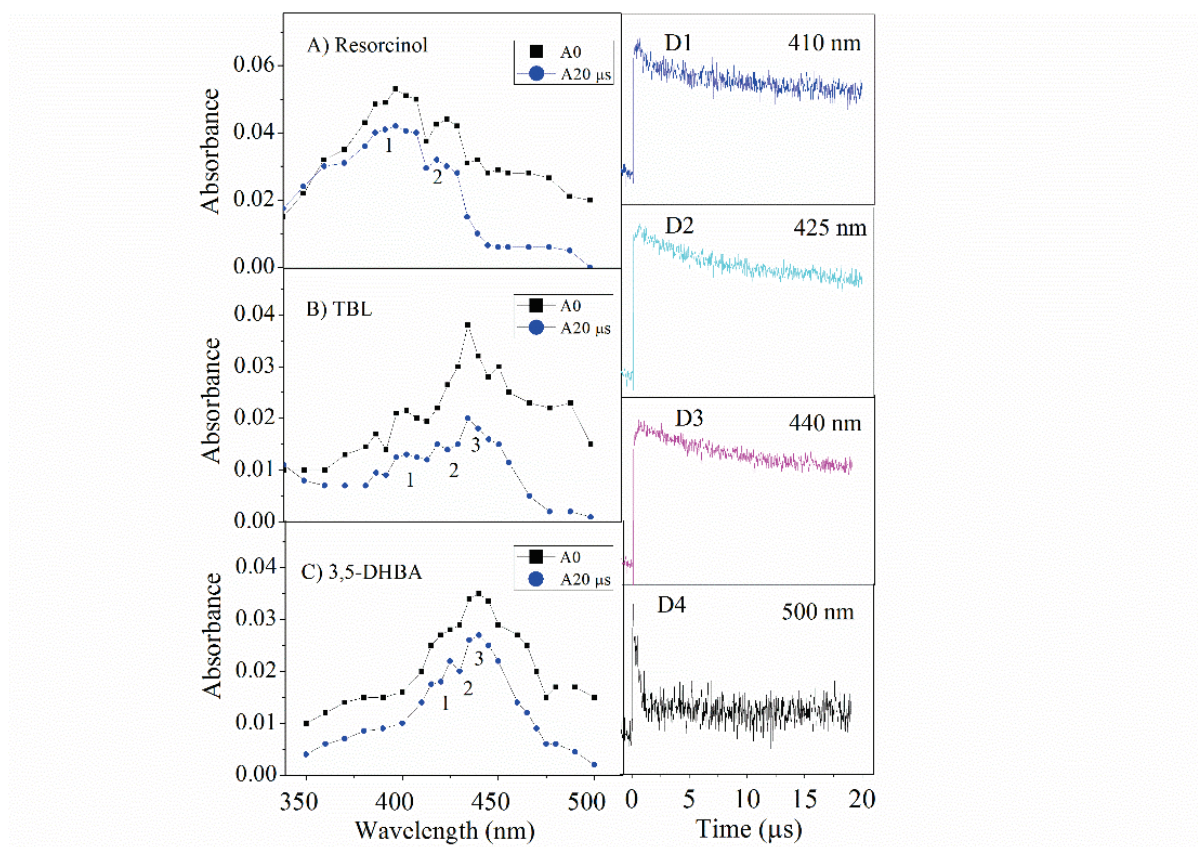 A) Resorcinol
A0
A20 μs
0.06
0.04
0.02
0.00
Absorbance
1
2
B) TBL
A0
A20 μs
0.04
0.03
0.02
0.01
0.00
Absorbance
1
2
3
C) 3,5-DHBA
A0
A20 μs
0.04
0.03
0.02
0.01
0.00
Absorbance
1
2
3
350 400 450 500
Wavelength (nm)
D1 410 nm
D2 425 nm
D3 440 nm
D4 500 nm
0 5 10 15 20
Time (μs)